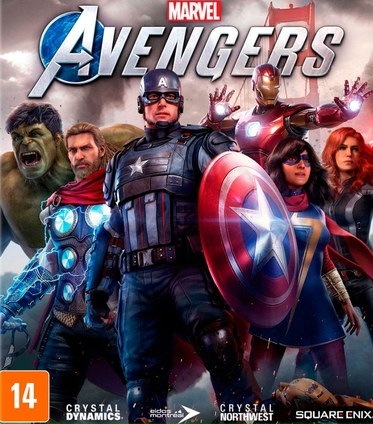 MARVEL
AVENGERS
A
14
CRYSTAL
DYNAMICS
eidos
montréal
CRYSTAL
NORTHWEST
SQUARE ENIX